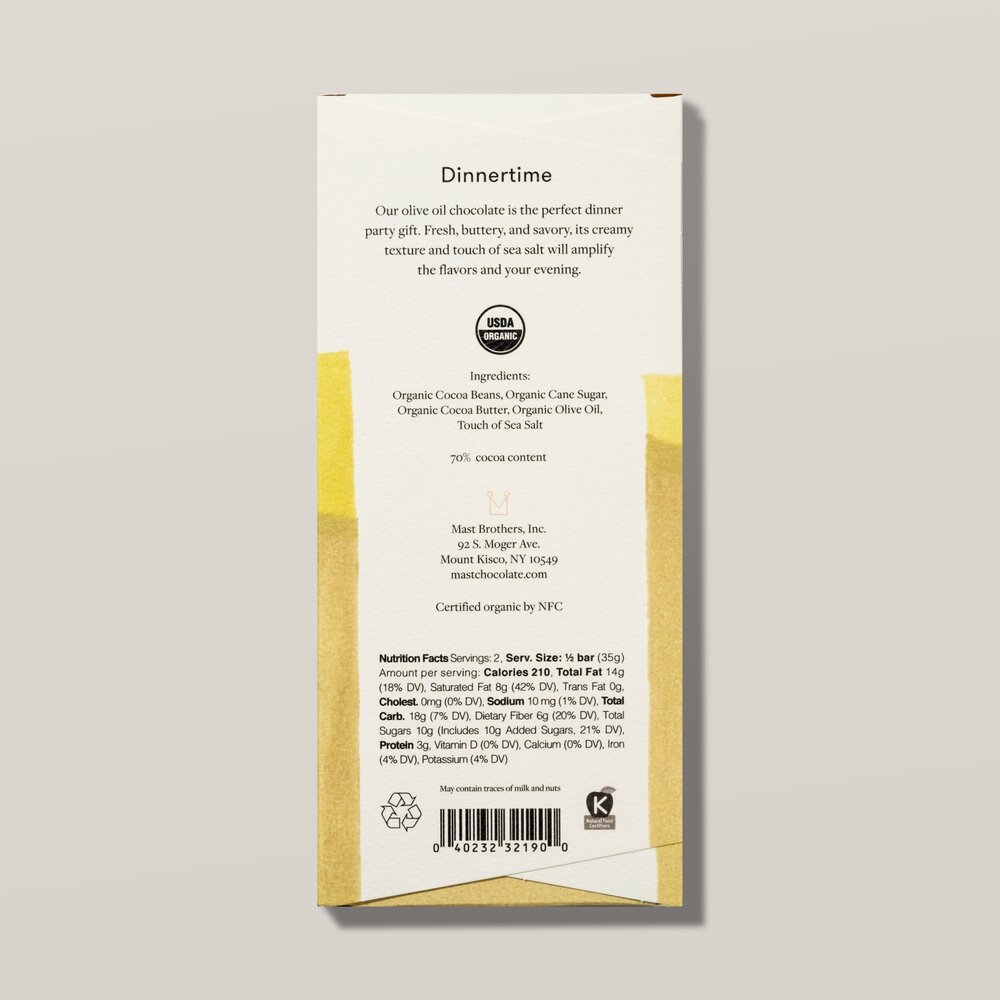 Dinnertime
Our olive oil chocolate is the perfect dinner
party gift. Fresh, buttery, and savory, its creamy
texture and touch of sea salt will amplify
the flavors and your evening.
USDA
ORGANIC
Ingredients:
Organic Cocoa Beans, Organic Cane Sugar,
Organic Cocoa Butter, Organic Olive Oil,
Touch of Sea Salt
70% cocoa content
Mast Brothers, Inc.
92 S. Moger Ave.
Mount Kisco, NY 10549
mastchocolate.com
Certified organic by NFC
Nutrition Facts Servings: 2, Serv. Size: ½ bar (35g)
Amount per serving: Calories 210, Total Fat 14g
(18% DV), Saturated Fat 8g (42% DV), Trans Fat 0g,
Cholest. 0mg (0% DV), Sodium 10 mg (1% DV), Total
Carb. 18g (7% DV), Dietary Fiber 6g (20% DV), Total
Sugars 10g (Includes 10g Added Sugars, 21% DV),
Protein 3g, Vitamin D (0% DV), Calcium (0% DV), Iron
(4% DV), Potassium (4% DV)
May contain traces of milk and nuts
K
Natural Food
Certifiers
0 40232 32190 0